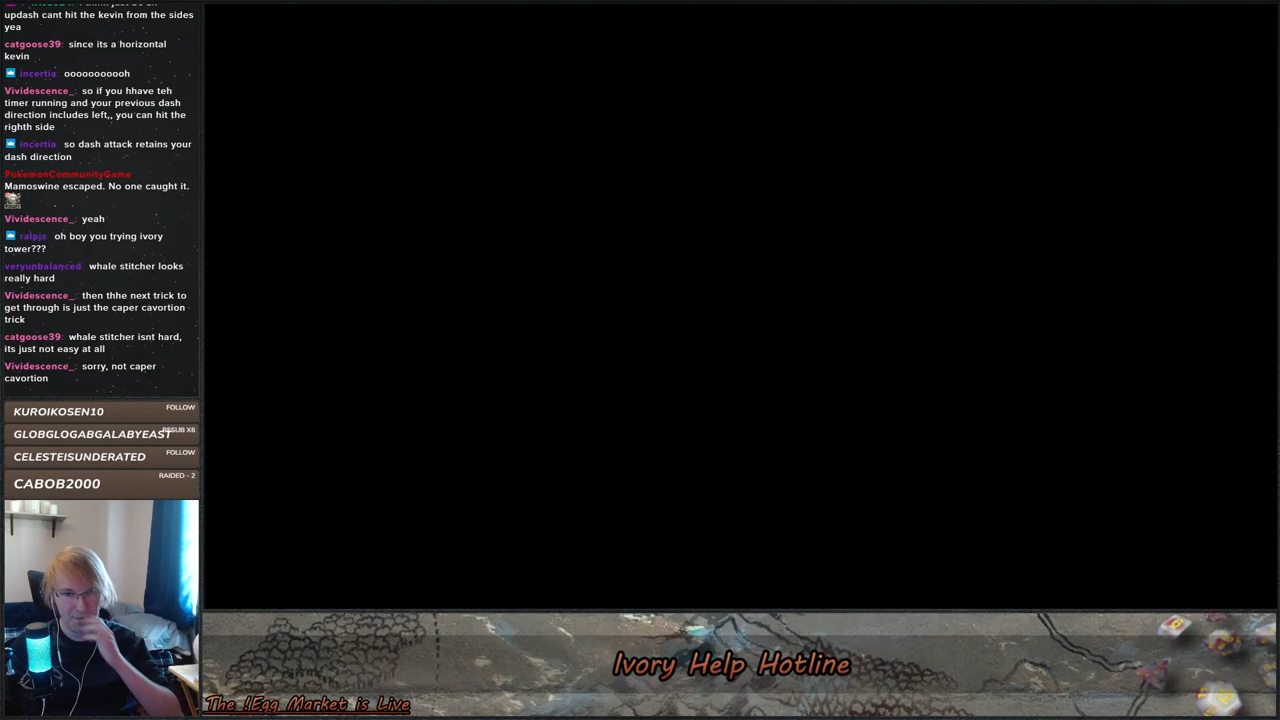 updash cant hit the kevin from the sides
yea
catgoose39: since its a horizontal
kevin
incertia: oooooooooooh
Vividescence_: so if you hhave teh
timer running and your previous dash
direction includes left,, you can hit the
righth side
incertia: so dash attack retains your
dash direction
PokemonCommunityGame
Mamoswine escaped. No one caught it.
Vividescence_: yeah
ralpjs: oh boy you trying ivory
tower???
veryunbalanced: whale stitcher looks
really hard
Vividescence_: then thhe next trick to
get through is just the caper cavortion
trick
catgoose39: whale stitcher isnt hard,
its just not easy at all
Vividescence_: sorry, not caper
cavortion
KUROIKOSEN10 FOLLOW
GLOBGLOGABGALABYEAST RESUB X6
CELESTEISUNDERATED FOLLOW
CABOB2000 RAIDED - 2
Ivory Help Hotline
The !Egg Market is Live